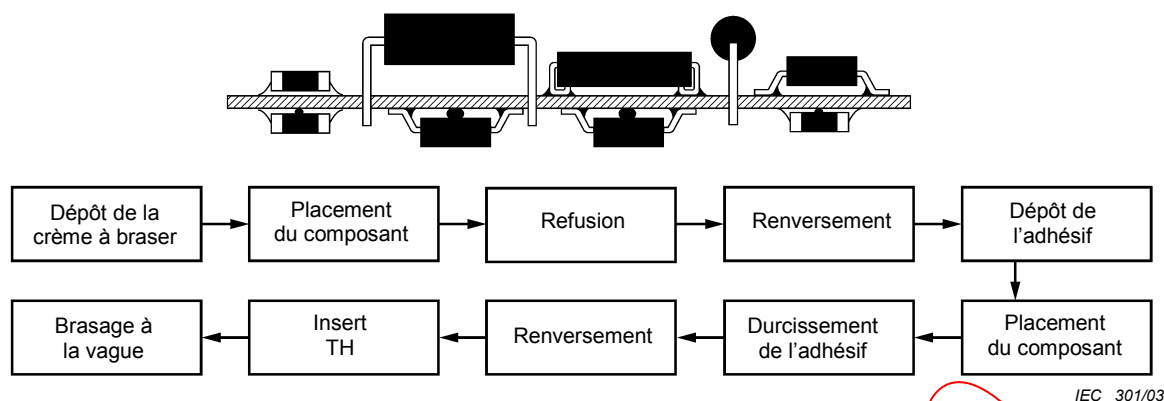 Dépôt de la
crème à braser
Placement
du composant
Refusion
Renversement
Dépôt de
l’adhésif
Placement
du composant
Durcissement
de l’adhésif
Renversement
Insert
TH
Brasage à
la vague
IEC 301/03